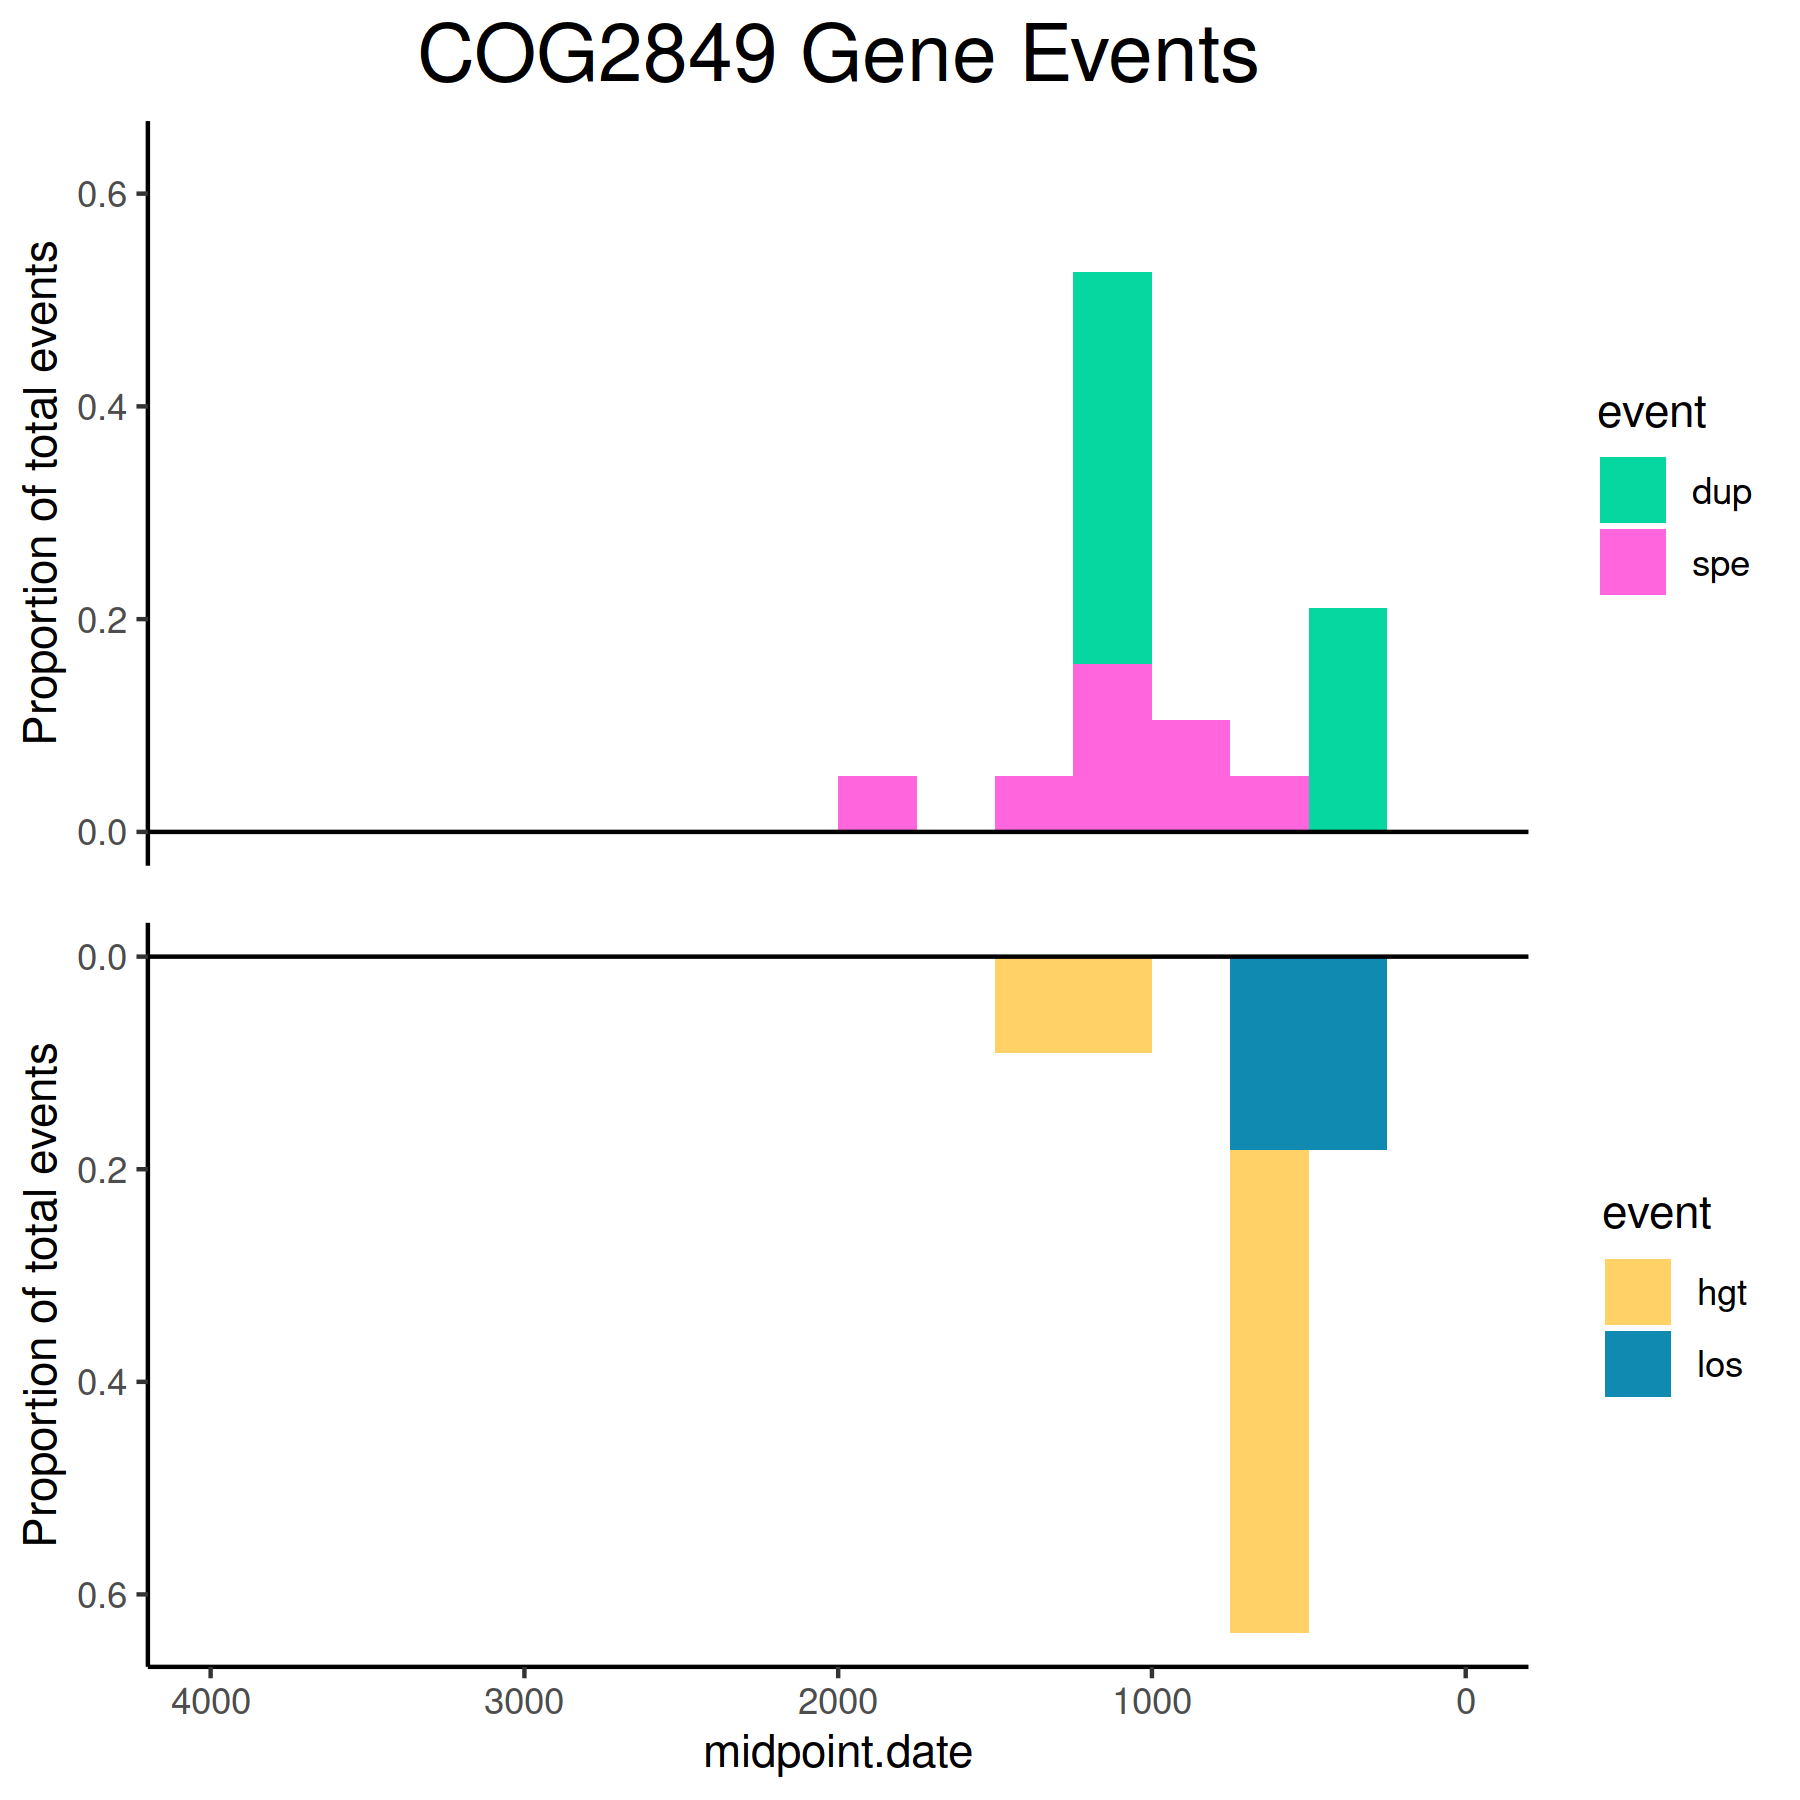 COG2849 Gene Events
Proportion of total events
0.6
0.4
0.2
0.0
event
dup
spe
Proportion of total events
0.0
0.2
0.4
0.6
event
hgt
los
4000 3000 2000 1000 0
midpoint.date